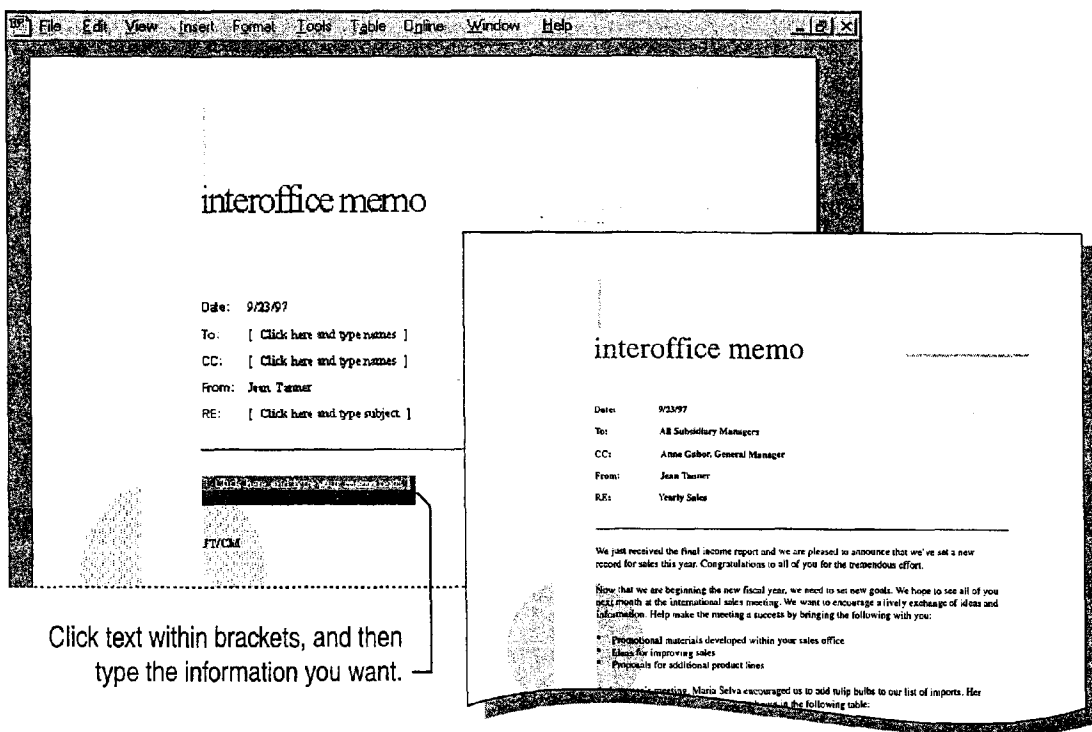 File Edit View Insert Format Tools Table Online Window Help
interoffice memo
Date: 9/23/97
To: [ Click here and type names ]
CC: [ Click here and type names ]
From: Jean Tanner
RE: [ Click here and type subject ]
Click here and type your memo text ]
JT/CM
Click text within brackets, and then
type the information you want.
interoffice memo
Date: 9/23/97
To: All Subsidiary Managers
CC: Anne Gabor, General Manager
From: Jean Tanner
RE: Yearly Sales
We just received the final income report and we are pleased to announce that we've set a new
record for sales this year. Congratulations to all of you for the tremendous effort.
Now that we are beginning the new fiscal year, we need to set new goals. We hope to see all of you
next month at the international sales meeting. We want to encourage a lively exchange of ideas and
information. Help make the meeting a success by bringing the following with you:
Promotional materials developed within your sales office
Ideas for improving sales
Proposals for additional product lines
meeting, Maria Selva encouraged us to add tulip bulbs to our list of imports. Her
in the following table: